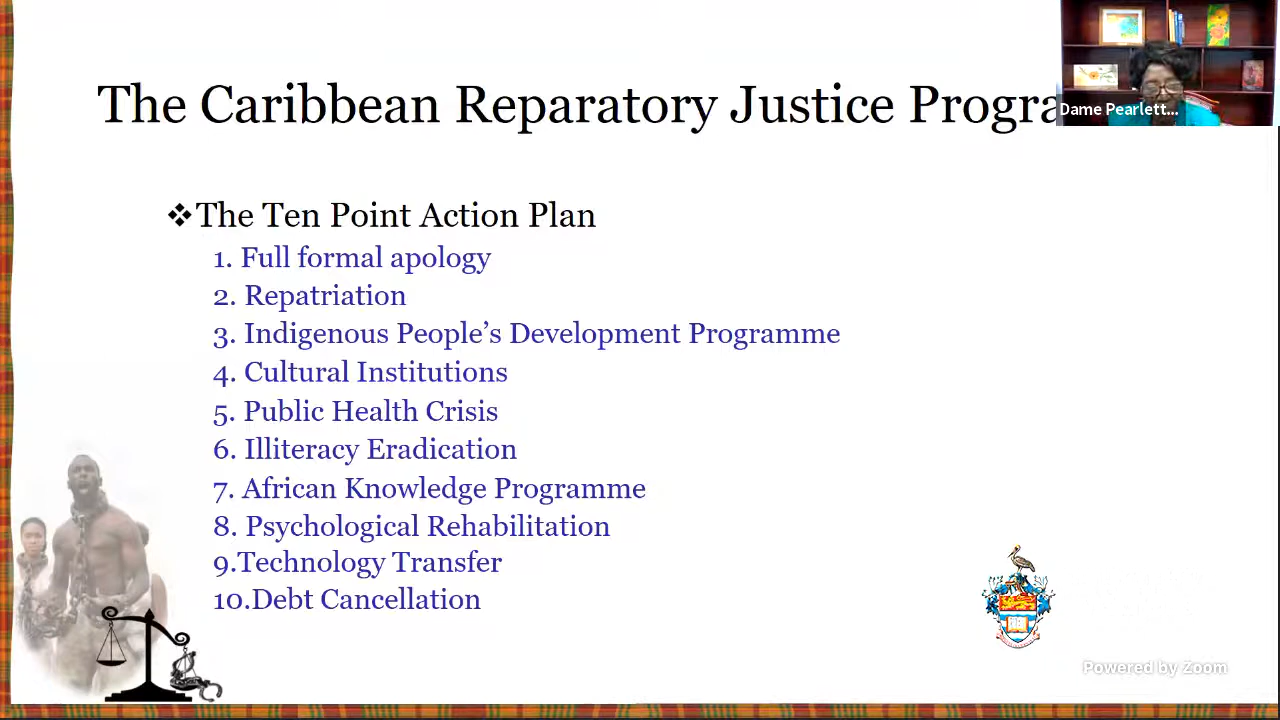 The Caribbean Reparatory Justice Progra
Dame Pearlett...
❖The Ten Point Action Plan
1. Full formal apology
2. Repatriation
3. Indigenous People’s Development Programme
4. Cultural Institutions
5. Public Health Crisis
6. Illiteracy Eradication
7. African Knowledge Programme
8. Psychological Rehabilitation
9.Technology Transfer
10.Debt Cancellation
Powered by Zoom